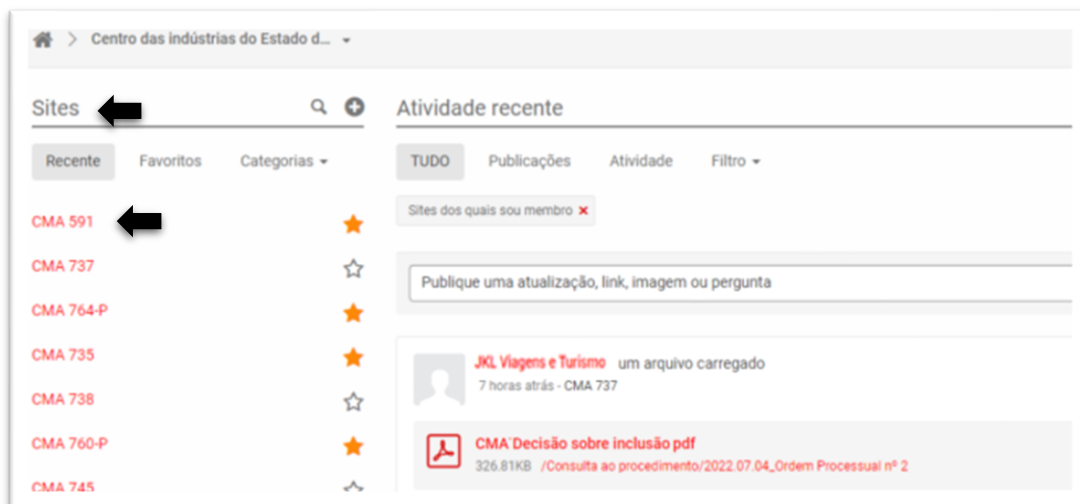 Centro das indústrias do Estado d...
Sites
Recente Favoritos Categorias
CMA 591
CMA 737
CMA 764-P
CMA 735
CMA 738
CMA 760-P
CMA 745
Atividade recente
TUDO Publicações Atividade Filtro
Sites dos quais sou membro
Publique uma atualização, link, imagem ou pergunta
JKL Viagens e Turismo um arquivo carregado
7 horas atrás - CMA 737
CMA´Decisão sobre inclusão pdf
326.81KB /Consulta ao procedimento/2022.07.04_Ordem Processual nº 2